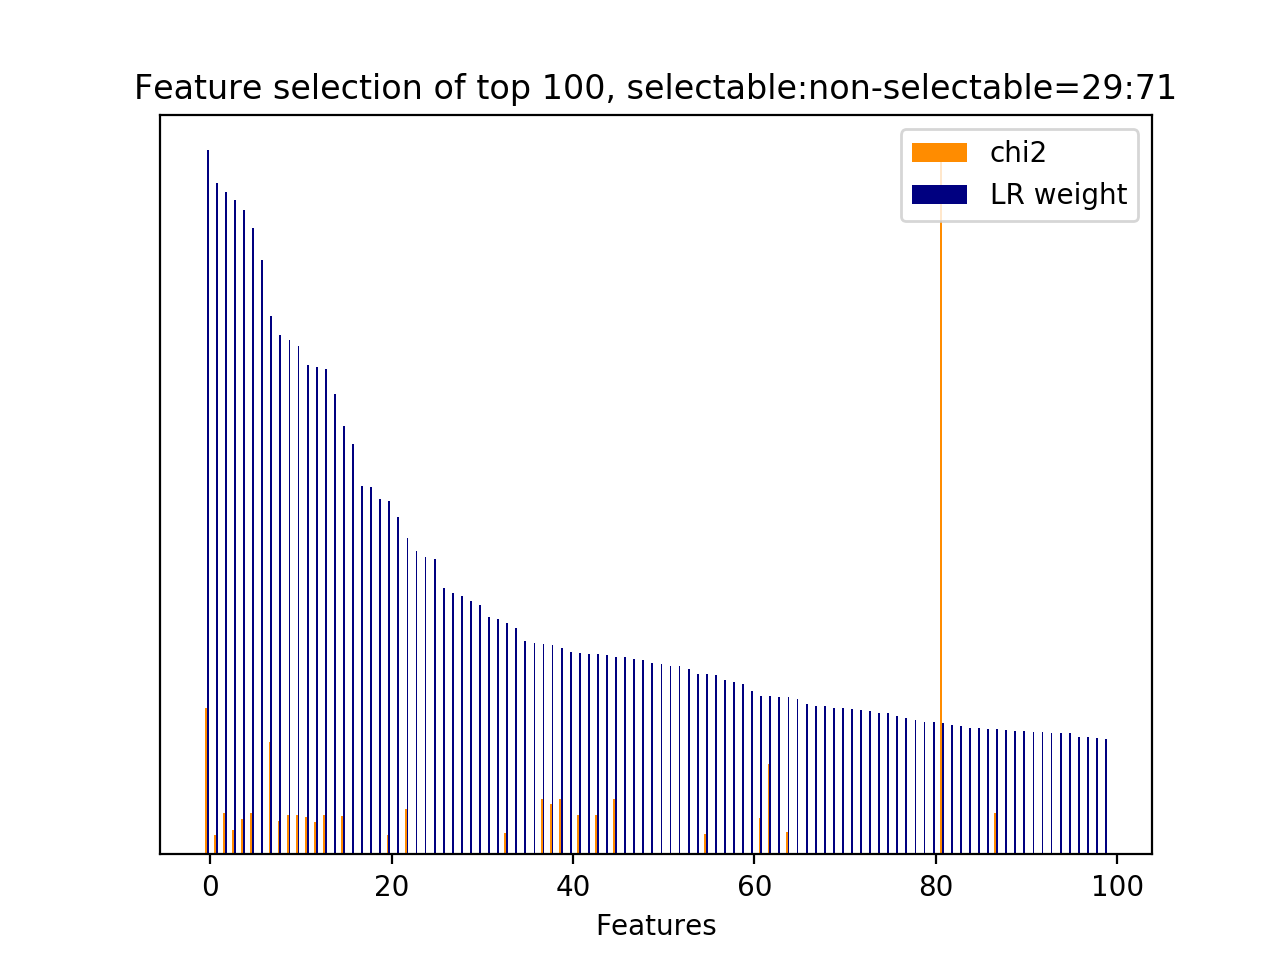 Feature selection of top 100, selectable:non-selectable=29:71
chi2
LR weight
0 20 40 60 80 100
Features